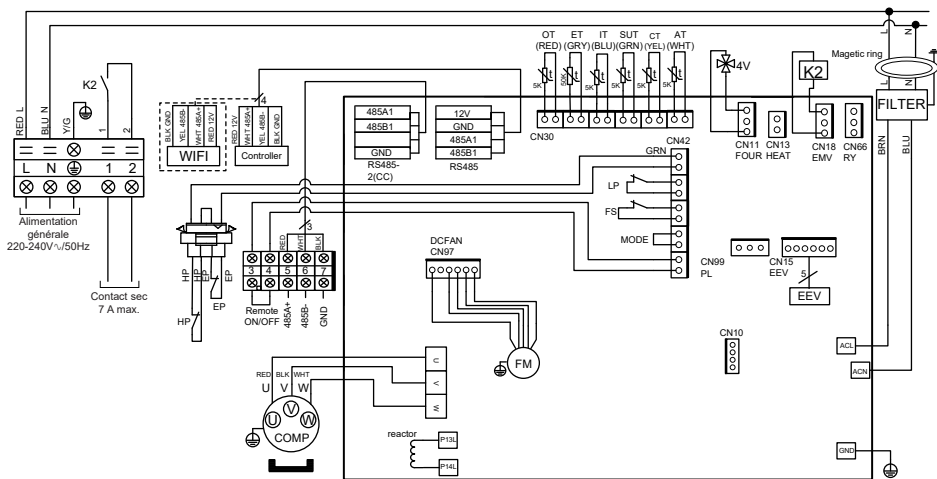 RED L
BLU N
Y/G
K2
1
2
L N 1 2
Alimentation
générale
220-240V∿/50Hz
Contact sec
7 A max.
BLK GND
YEL 485B-
WHT 485A+
RED 12V
WIFI
RED 12V
WHT 485A+
YEL 485B-
BLK GND
Controller
4
HP
HP
EP
EP
HP
EP
3
RED
WHT
BLK
3 4 5 6 7
Remote
ON/OFF
485A+
485B-
GND
RED BLK WHT
U V W
V
U W
COMP
485A1
485B1
GND
RS485-
2(CC)
12V
GND
485A1
485B1
RS485
OT
(RED)
ET
(GRY)
IT
(BLU)
SUT
(GRN)
CT
(YEL)
AT
(WHT)
5K
50K
5K
5K
5K
5K
t
t
t
t
t
t
CN30
CN42
GRN
LP
FS
MODE
DCFAN
CN97
FM
U
V
W
reactor
P13L
P14L
4V
K2
CN11
FOUR
CN13
HEAT
CN18
EMV
CN66
RY
CN99
PL
CN15
EEV
5
EEV
CN10
L
N
Magetic ring
L
N
FILTER
BRN
BLU
ACL
ACN
GND